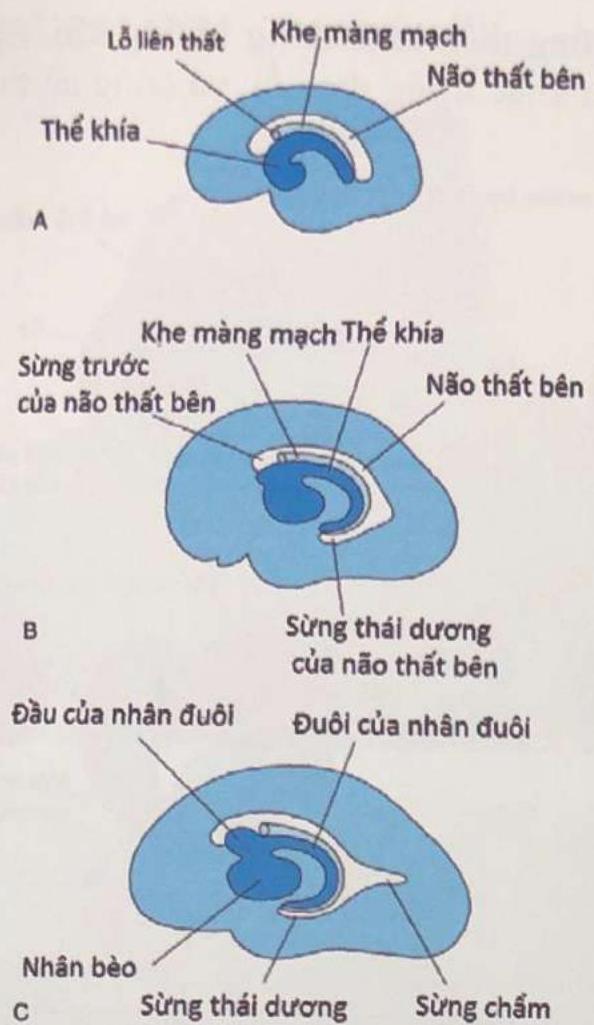 Lỗ liên thất
Khe màng mạch
Não thất bên
Thể khía
A
Khe màng mạch Thể khía
Sừng trước
của não thất bên
Não thất bên
B
Sừng thái dương
của não thất bên
Đầu của nhân đuôi
Đuôi của nhân đuôi
Nhân bèo
C
Sừng thái dương
Sừng chẩm